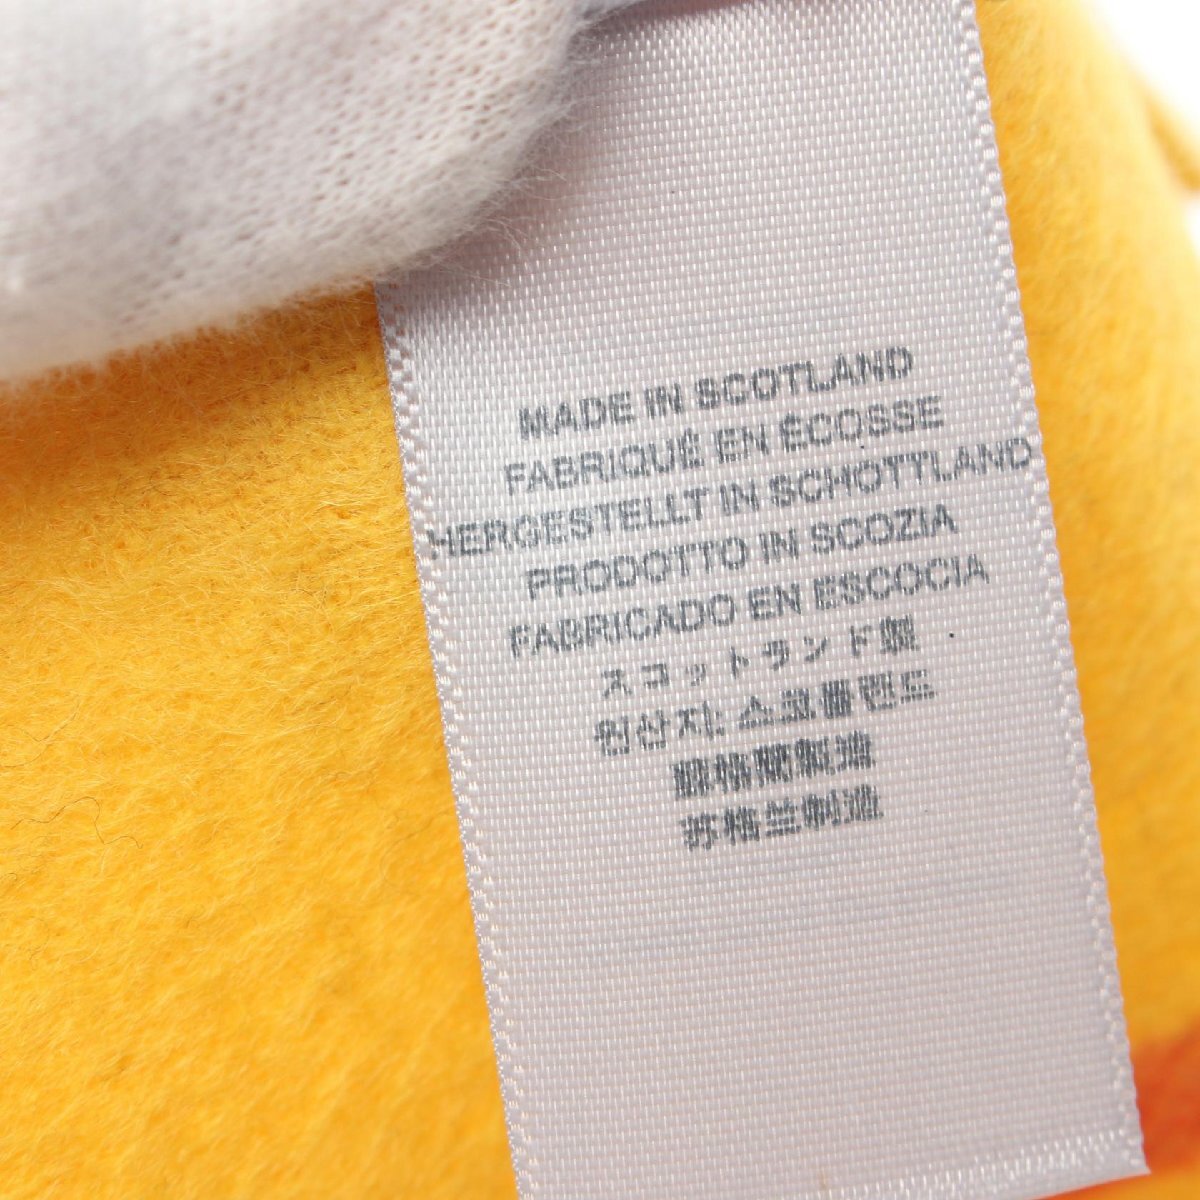 MADE IN SCOTLAND
FABRIQUÉ EN ÉCOSSE
HERGESTELLT IN SCHOTTLAND
PRODOTTO IN SCOZIA
FABRICADO EN ESCOCIA
スコットランド製
원산지: 스코틀랜드
蘇格蘭製造
苏格兰制造